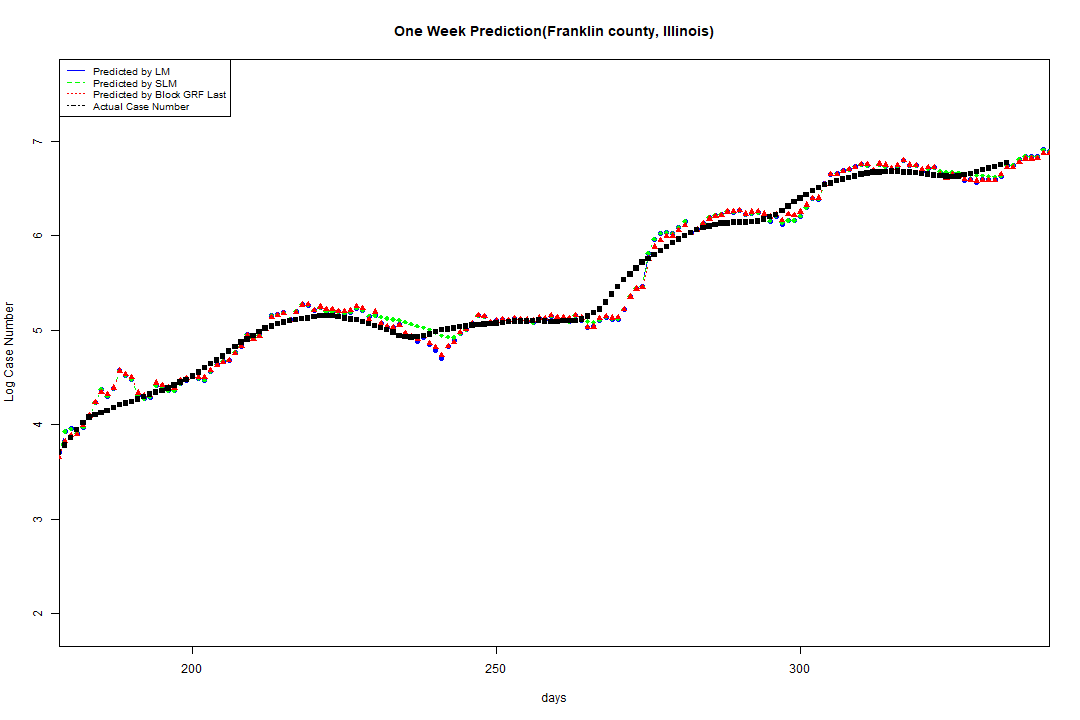 One Week Prediction(Franklin county, Illinois)
Predicted by LM
Predicted by SLM
Predicted by Block GRF Last
Actual Case Number
7
6
5
4
3
2
Log Case Number
200
250
300
days